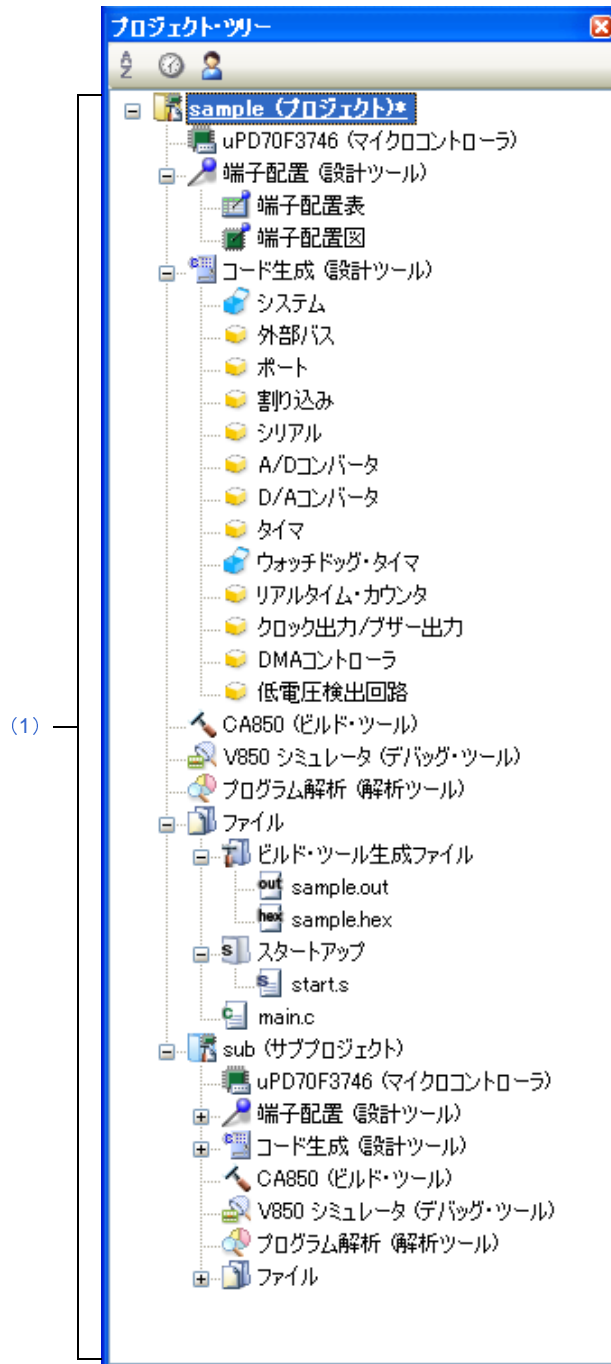 プロジェクト・ツリー
sample (プロジェクト)*
uPD70F3746 (マイクロコントローラ)
端子配置 (設計ツール)
端子配置表
端子配置図
コード生成 (設計ツール)
システム
外部バス
ポート
割り込み
シリアル
A/Dコンバータ
D/Aコンバータ
タイマ
ウォッチドッグ・タイマ
リアルタイム・カウンタ
クロック出力/ブザー出力
DMAコントローラ
低電圧検出回路
(1)
CA850 (ビルド・ツール)
V850 シミュレータ (デバッグ・ツール)
プログラム解析 (解析ツール)
ファイル
ビルド・ツール生成ファイル
out sample.out
hex sample.hex
S スタートアップ
S start.s
c main.c
sub (サブプロジェクト)
uPD70F3746 (マイクロコントローラ)
端子配置 (設計ツール)
コード生成 (設計ツール)
CA850 (ビルド・ツール)
V850 シミュレータ (デバッグ・ツール)
プログラム解析 (解析ツール)
ファイル